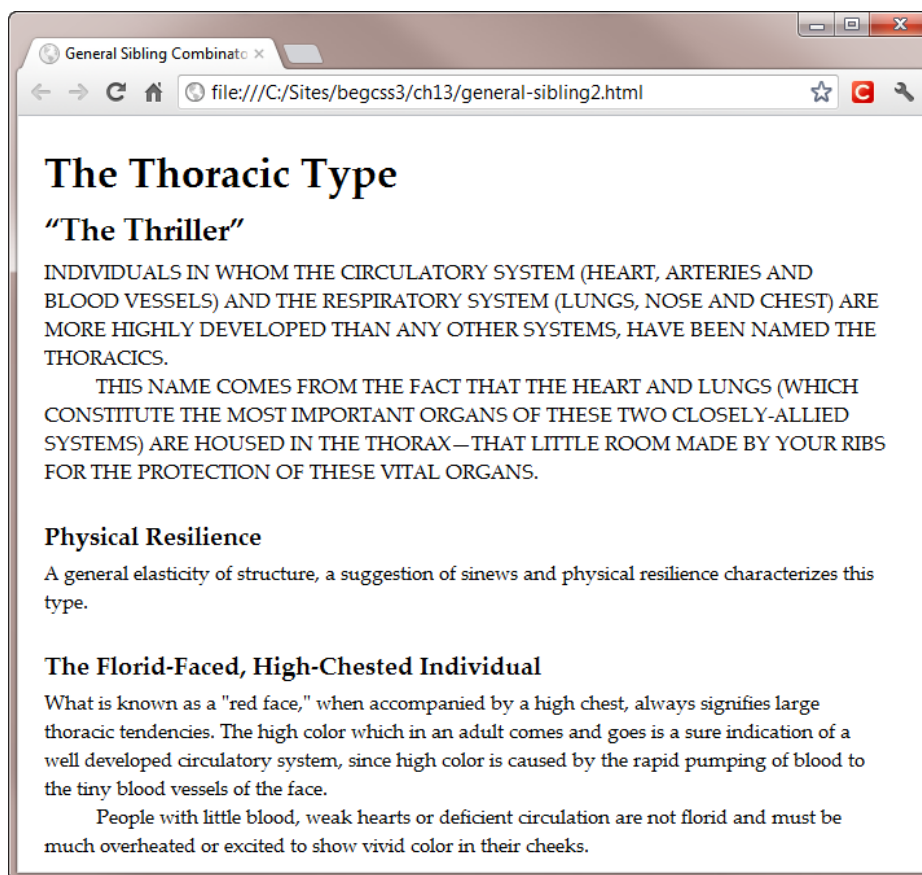 General Sibling Combinato
file:///C:/Sites/begcss3/ch13/general-sibling2.html
The Thoracic Type
“The Thriller”
INDIVIDUALS IN WHOM THE CIRCULATORY SYSTEM (HEART, ARTERIES AND
BLOOD VESSELS) AND THE RESPIRATORY SYSTEM (LUNGS, NOSE AND CHEST) ARE
MORE HIGHLY DEVELOPED THAN ANY OTHER SYSTEMS, HAVE BEEN NAMED THE
THORACICS.
THIS NAME COMES FROM THE FACT THAT THE HEART AND LUNGS (WHICH
CONSTITUTE THE MOST IMPORTANT ORGANS OF THESE TWO CLOSELY-ALLIED
SYSTEMS) ARE HOUSED IN THE THORAX—THAT LITTLE ROOM MADE BY YOUR RIBS
FOR THE PROTECTION OF THESE VITAL ORGANS.
Physical Resilience
A general elasticity of structure, a suggestion of sinews and physical resilience characterizes this
type.
The Florid-Faced, High-Chested Individual
What is known as a "red face," when accompanied by a high chest, always signifies large
thoracic tendencies. The high color which in an adult comes and goes is a sure indication of a
well developed circulatory system, since high color is caused by the rapid pumping of blood to
the tiny blood vessels of the face.
People with little blood, weak hearts or deficient circulation are not florid and must be
much overheated or excited to show vivid color in their cheeks.